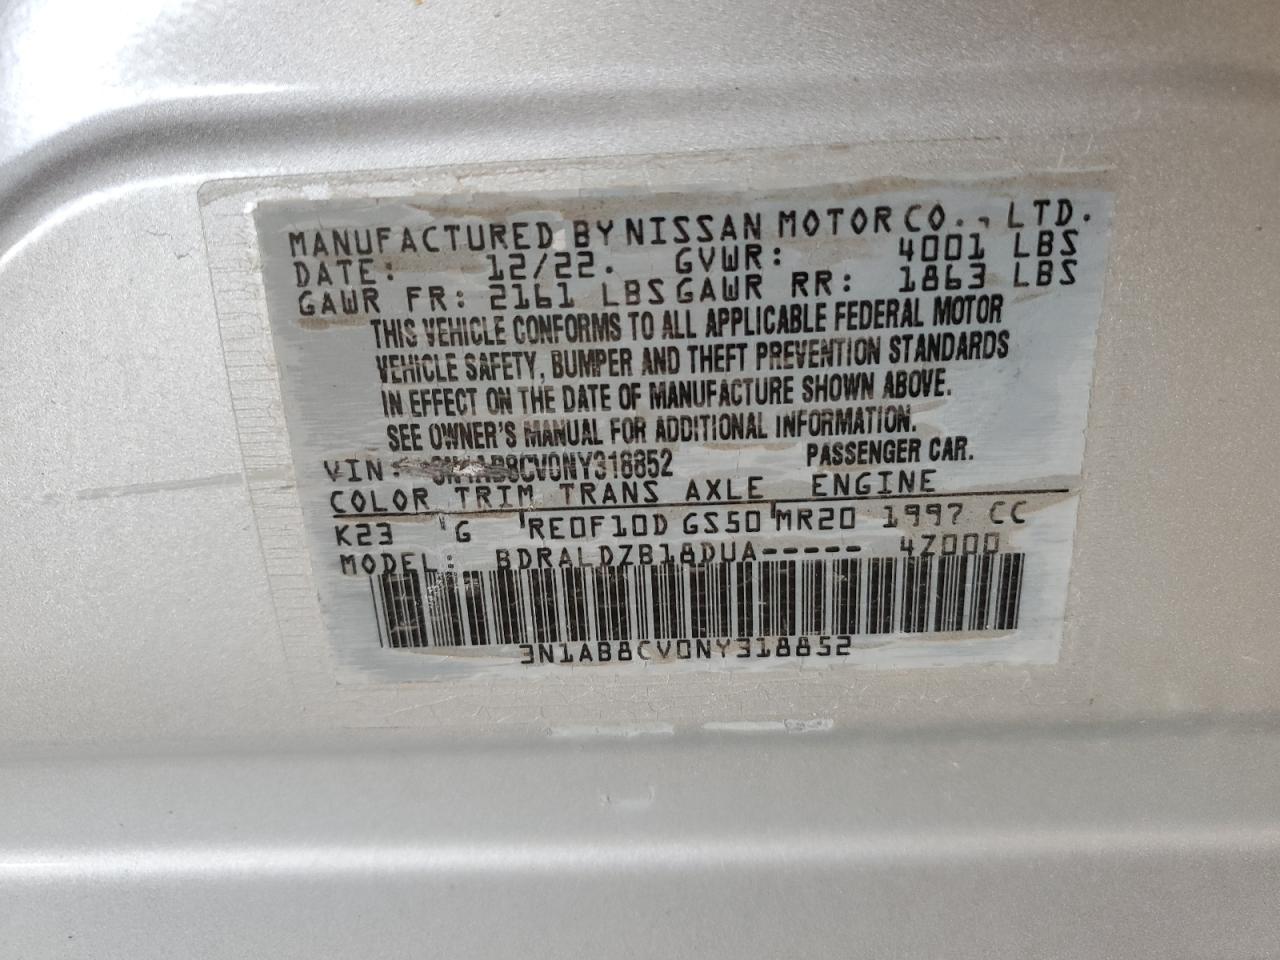 MANUFACTURED BY NISSAN MOTOR CO., LTD.
DATE: 12/22. GVWR: 4001 LBS
GAWR FR: 2161 LBS GAWR RR: 1863 LBS
THIS VEHICLE CONFORMS TO ALL APPLICABLE FEDERAL MOTOR
VEHICLE SAFETY, BUMPER AND THEFT PREVENTION STANDARDS
IN EFFECT ON THE DATE OF MANUFACTURE SHOWN ABOVE.
SEE OWNER'S MANUAL FOR ADDITIONAL INFORMATION.
VIN: 3N1AB8CV0NY318852 PASSENGER CAR.
COLOR TRIM TRANS AXLE ENGINE
K23 G RE0F10D GS50 MR20 1997 CC
MODEL: BDRALDZB18DUA----- 4Z000
3N1AB8CV0NY318852